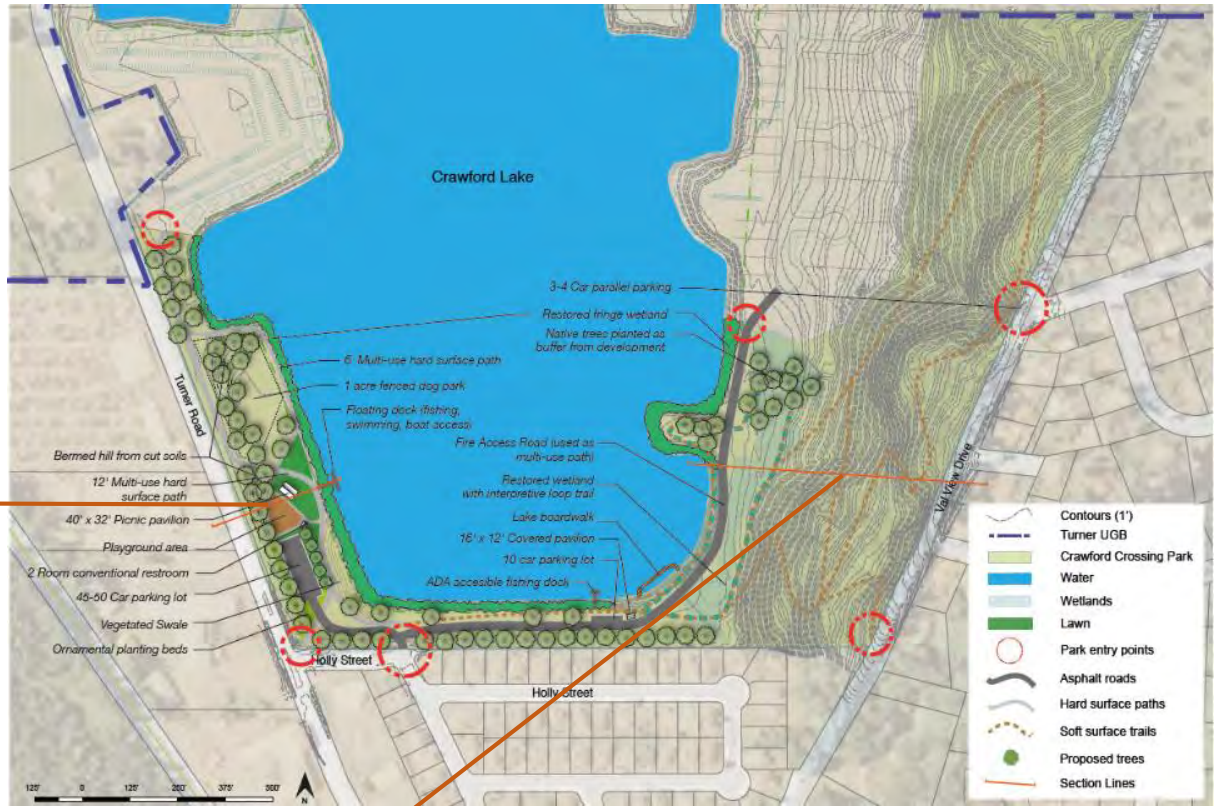 Crawford Lake
3-4 Car parallel parking
Restored fringe wetland
Native trees planted as
buffer from development
6' Multi-use hard surface path
1 acre fenced dog park
Floating dock (fishing,
swimming, boat access)
Turner Road
Fire Access Road (used as
multi-use path)
Bermed hill from cut soils
12' Multi-use hard
surface path
40' x 32' Picnic pavilion
Playground area
2 Room conventional restroom
45-50 Car parking lot
Vegetated Swale
Ornamental planting beds
Restored wetland
with interpretive loop trail
Lake boardwalk
16' x 12' Covered pavilion
10 car parking lot
ADA accesible fishing dock
Val View Drive
Holly Street
Holly Street
Contours (1')
Turner UGB
Crawford Crossing Park
Water
Wetlands
Lawn
Park entry points
Asphalt roads
Hard surface paths
Soft surface trails
Proposed trees
Section Lines
125' 0 125' 250' 375' 500'
N